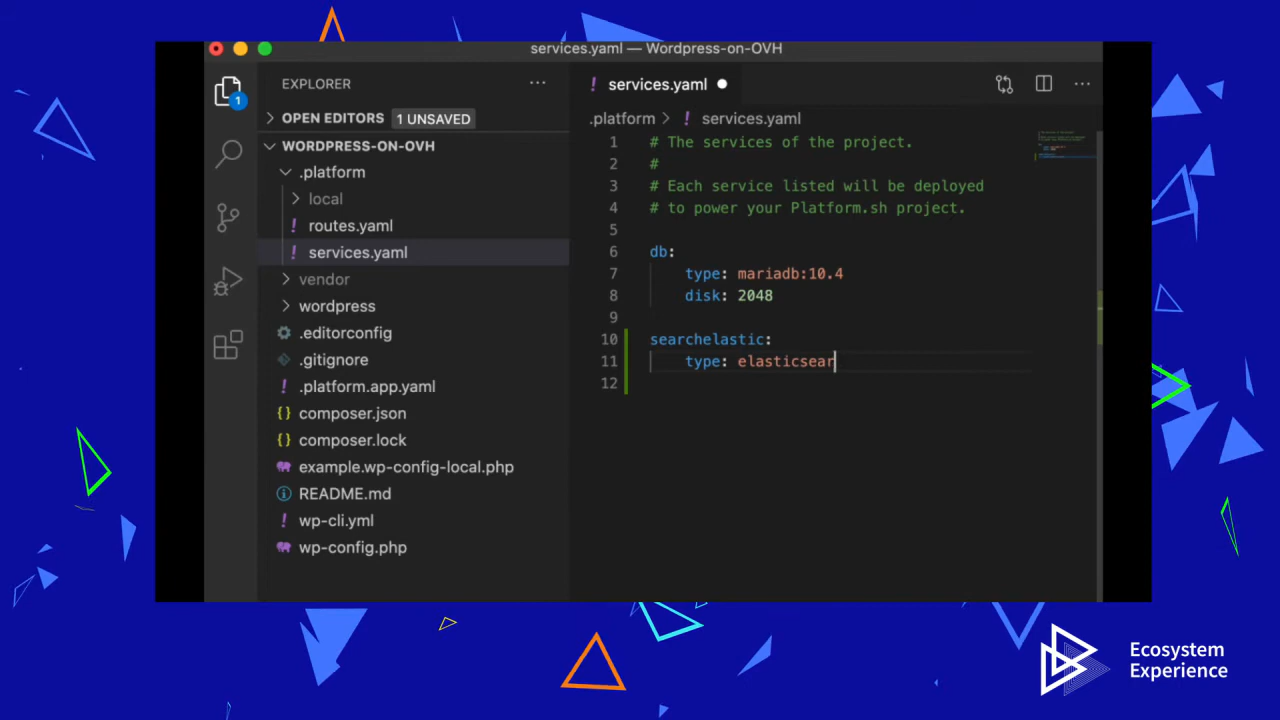 services.yaml — Wordpress-on-OVH
EXPLORER
services.yaml
1
OPEN EDITORS 1 UNSAVED
.platform > services.yaml
WORDPRESS-ON-OVH
.platform
local
routes.yaml
services.yaml
vendor
wordpress
.editorconfig
.gitignore
.platform.app.yaml
composer.json
composer.lock
example.wp-config-local.php
README.md
wp-cli.yml
wp-config.php
1 # The services of the project.
2 #
3 # Each service listed will be deployed
4 # to power your Platform.sh project.
5
6 db:
7 type: mariadb:10.4
8 disk: 2048
9
10 searchelastic:
11 type: elasticsear
12
Ecosystem
Experience